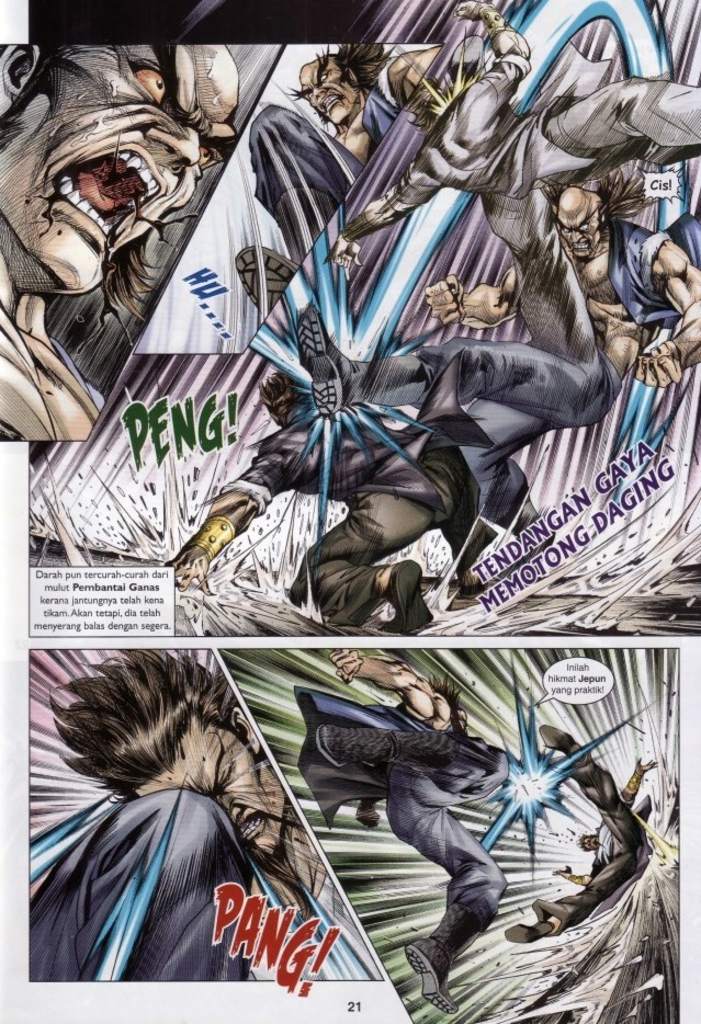 HU.....
Cis!
PENG!
TENDANGAN GAYA
MEMOTONG DAGING
Darah pun tercurah-curah dari
mulut Pembantai Ganas
kerana jantungnya telah kena
tikam. Akan tetapi, dia telah
menyerang balas dengan segera.
Inilah
hikmat Jepun
yang praktik!
PANG!
21